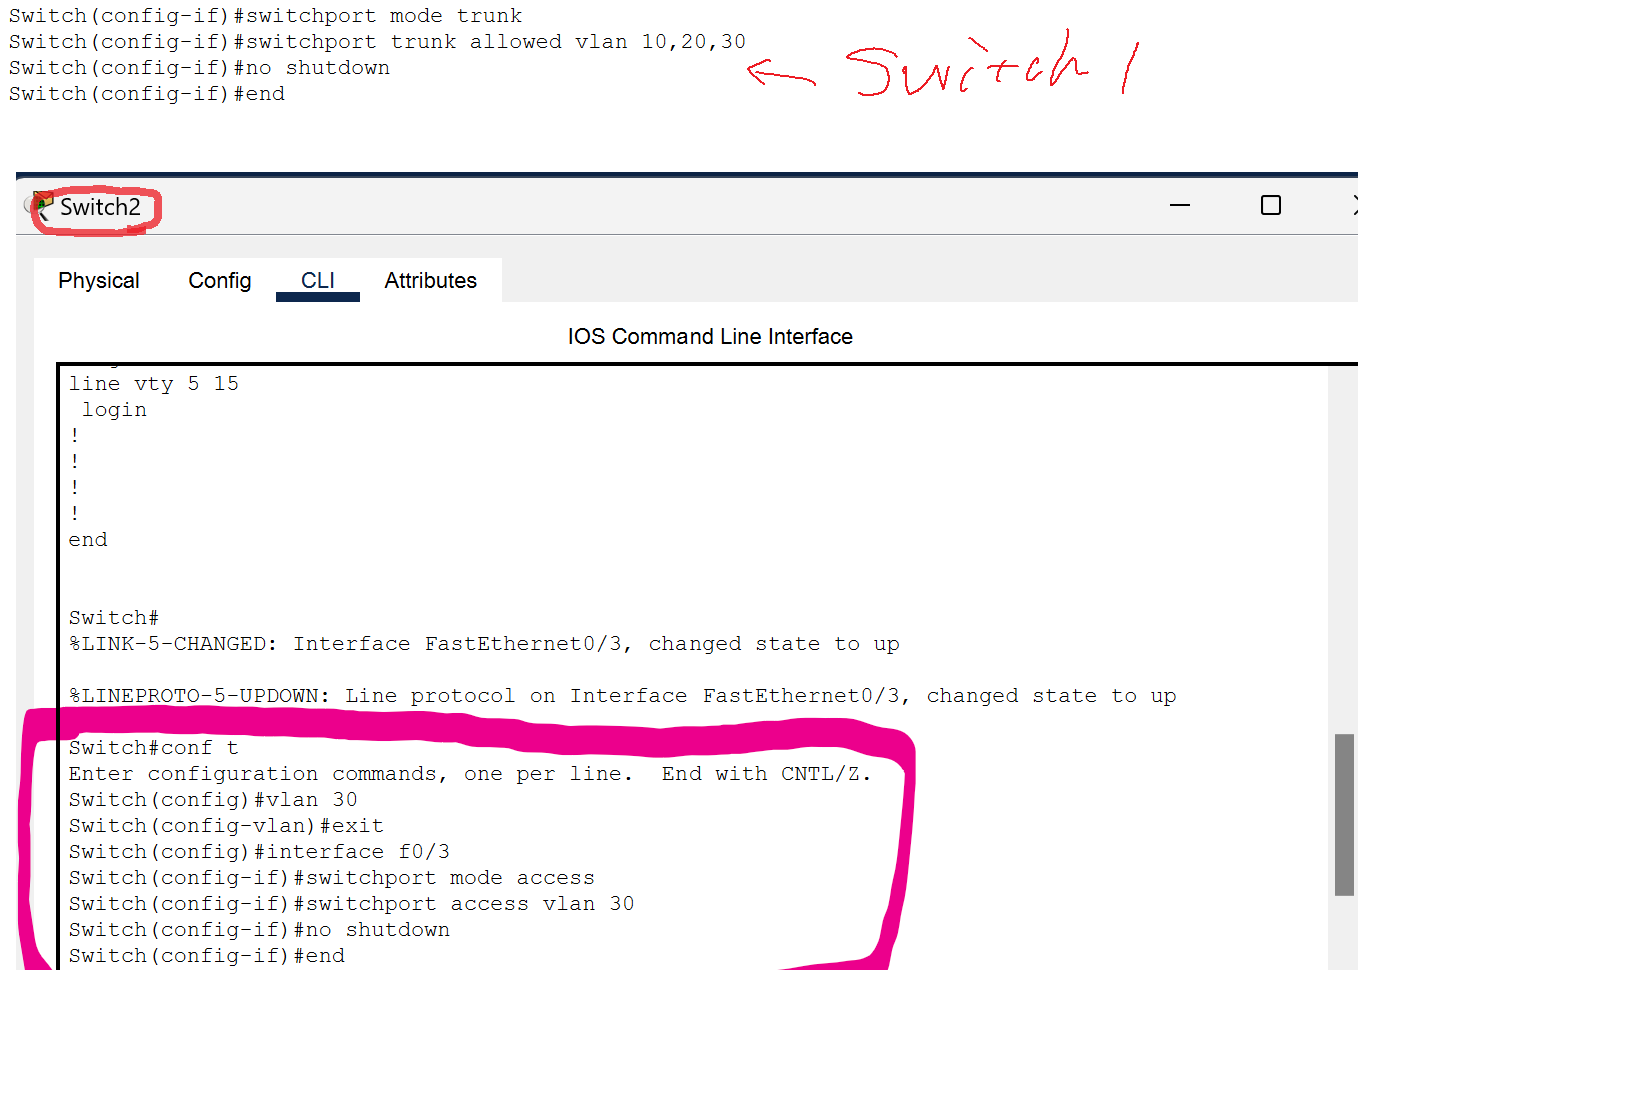 Switch(config-if)#switchport mode trunk
Switch(config-if)#switchport trunk allowed vlan 10,20,30
Switch(config-if)#no shutdown
Switch(config-if)#end
← Switch 1
Switch2
Physical Config CLI Attributes
IOS Command Line Interface
line vty 5 15
 login
!
!
!
!
end
Switch#
%LINK-5-CHANGED: Interface FastEthernet0/3, changed state to up
%LINEPROTO-5-UPDOWN: Line protocol on Interface FastEthernet0/3, changed state to up
Switch#conf t
Enter configuration commands, one per line.  End with CNTL/Z.
Switch(config)#vlan 30
Switch(config-vlan)#exit
Switch(config)#interface f0/3
Switch(config-if)#switchport mode access
Switch(config-if)#switchport access vlan 30
Switch(config-if)#no shutdown
Switch(config-if)#end